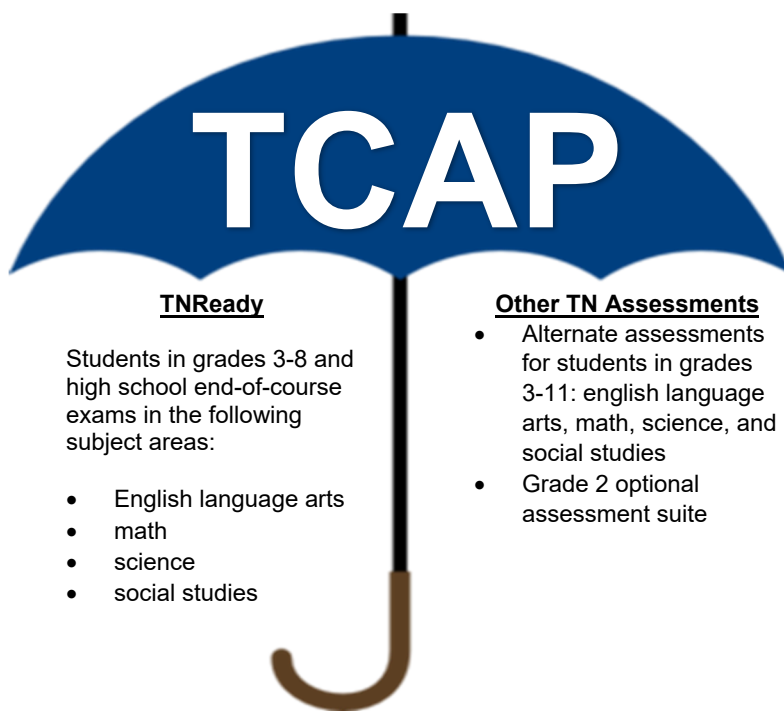 TCAP
TNReady
Students in grades 3-8 and
high school end-of-course
exams in the following
subject areas:
• English language arts
• math
• science
• social studies
Other TN Assessments
• Alternate assessments
for students in grades
3-11: english language
arts, math, science, and
social studies
• Grade 2 optional
assessment suite